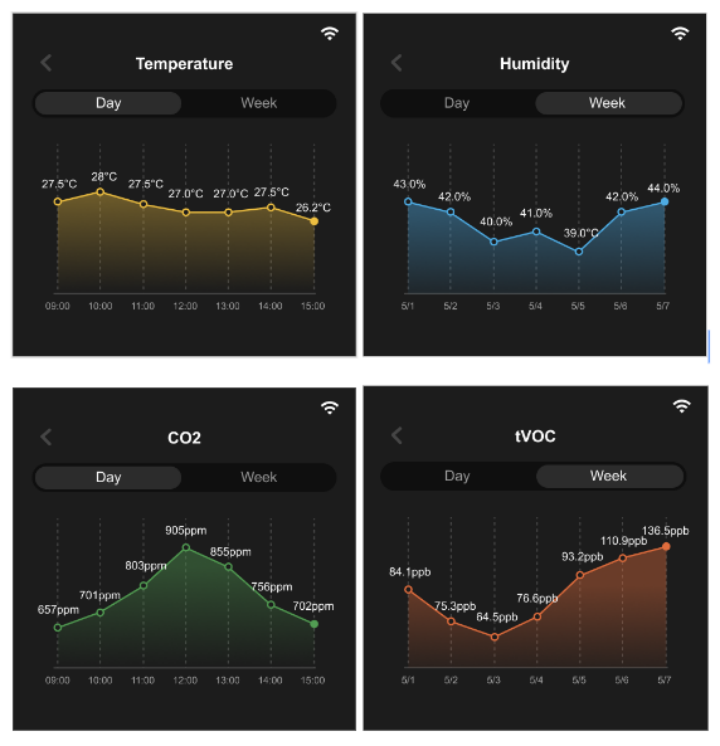 Temperature
Day Week
27.5°C 28°C 27.5°C 27.0°C 27.0°C 27.5°C 26.2°C
09:00 10:00 11:00 12:00 13:00 14:00 15:00
Humidity
Day Week
43.0% 42.0% 40.0% 41.0% 39.0°C 42.0% 44.0%
5/1 5/2 5/3 5/4 5/5 5/6 5/7
CO2
Day Week
657ppm 701ppm 803ppm 905ppm 855ppm 756ppm 702ppm
09:00 10:00 11:00 12:00 13:00 14:00 15:00
tVOC
Day Week
84.1ppb 75.3ppb 64.5ppb 76.6ppb 93.2ppb 110.9ppb 136.5ppb
5/1 5/2 5/3 5/4 5/5 5/6 5/7